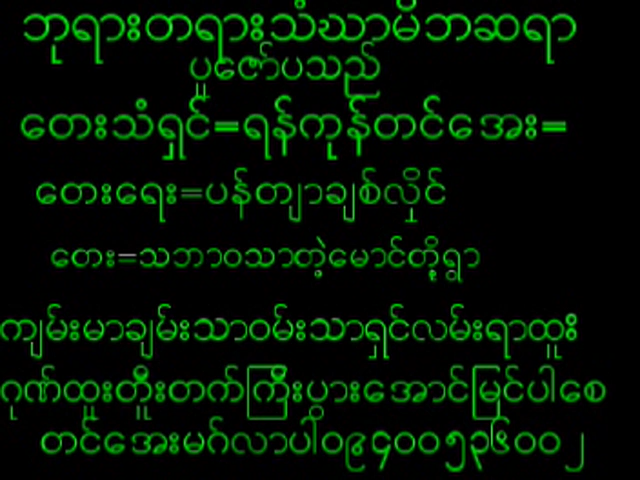 ဘုရားတရားသံဃာမိဘဆရာ
ပူဇော်ပသည်
တေးသံရှင်=ရန်ကုန်တင်အေး=
တေးရေး=ပန်တျာချစ်လှိုင်
တေး=သဘာဝသာတဲ့မောင်တို့ရွာ
ကျမ်းမာချမ်းသာဝမ်းသာရှင်လမ်းရာထူး
ဂုဏ်ထူးတိူးတက်ကြီးပွားအောင်မြင်ပါစေ
တင်အေးမင်္ဂလာပါ၀၉၄၀၀၅၃၆၀၀၂